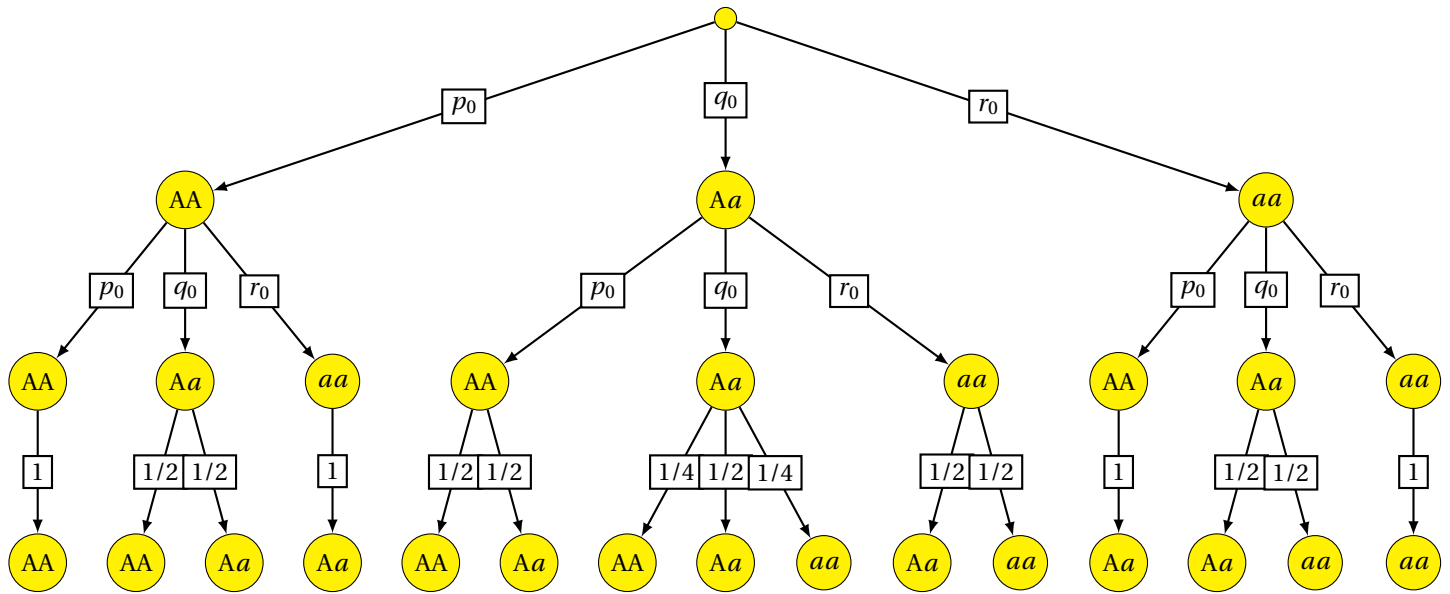 p₀ q₀ r₀
AA Aa aa
p₀ q₀ r₀ p₀ q₀ r₀ p₀ q₀ r₀
AA Aa aa AA Aa aa AA Aa aa
1 1/2 1/2 1 1/2 1/2 1/4 1/2 1/4 1/2 1/2 1 1/2 1/2 1
AA AA Aa Aa AA Aa AA Aa aa Aa aa Aa Aa aa aa